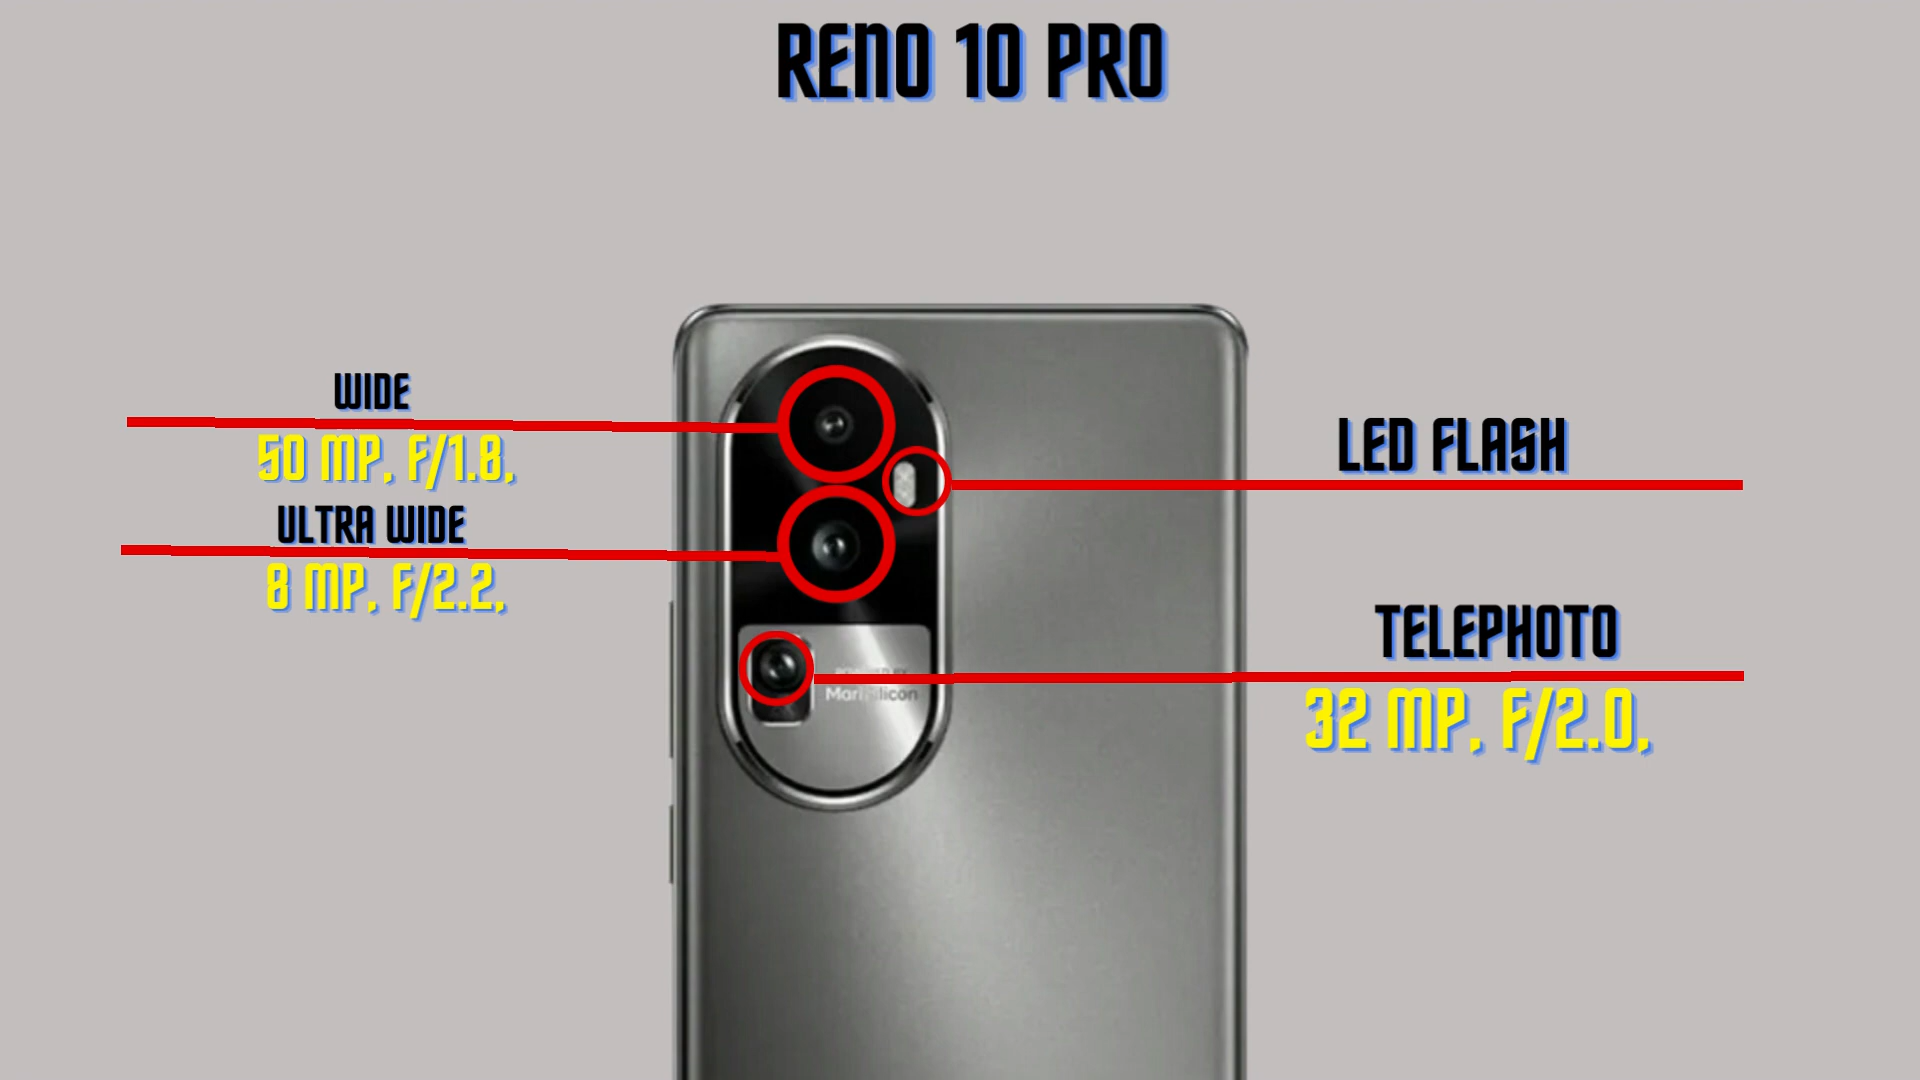 RENO 10 PRO
WIDE
50 MP, F/1.8,
ULTRA WIDE
8 MP, F/2.2,
LED FLASH
TELEPHOTO
32 MP, F/2.0,